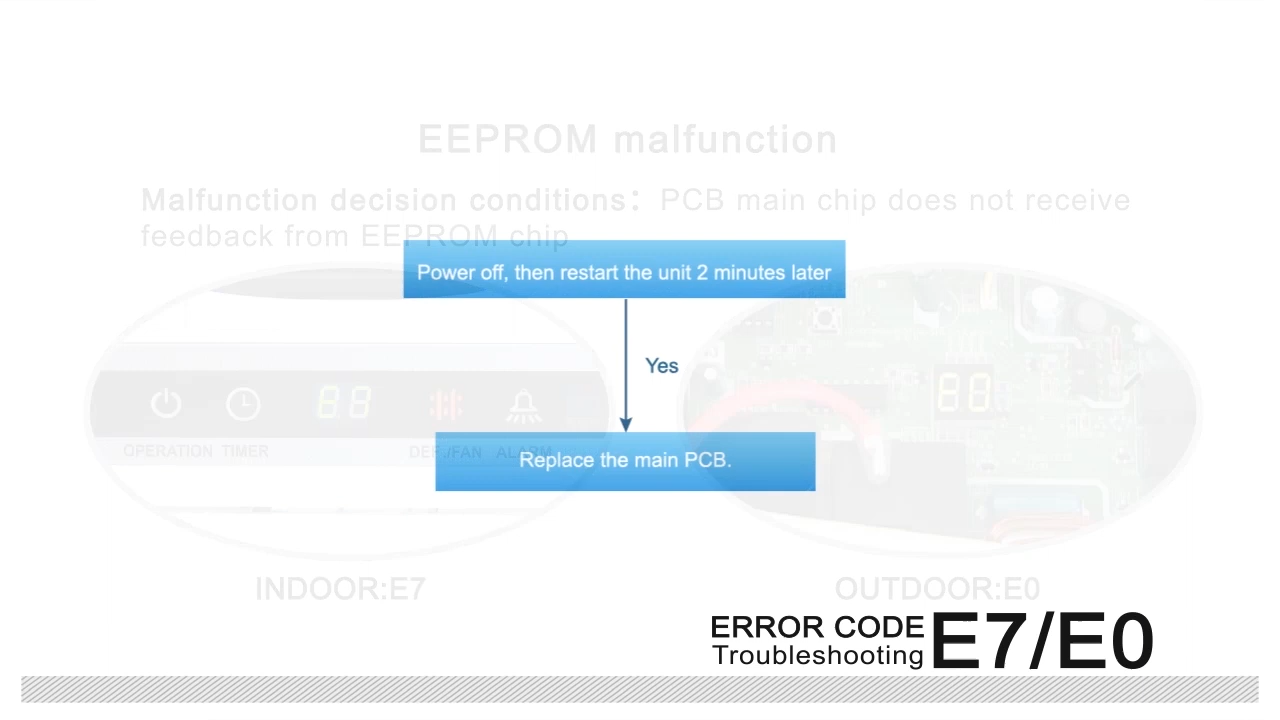 EEPROM malfunction
Malfunction decision conditions： PCB main chip does not receive
feedback from EEPROM chip
Power off, then restart the unit 2 minutes later
Yes
OPERATION TIMER
DEF./FAN ALARM
Replace the main PCB.
INDOOR:E7
OUTDOOR:E0
ERROR CODE
Troubleshooting
E7/E0